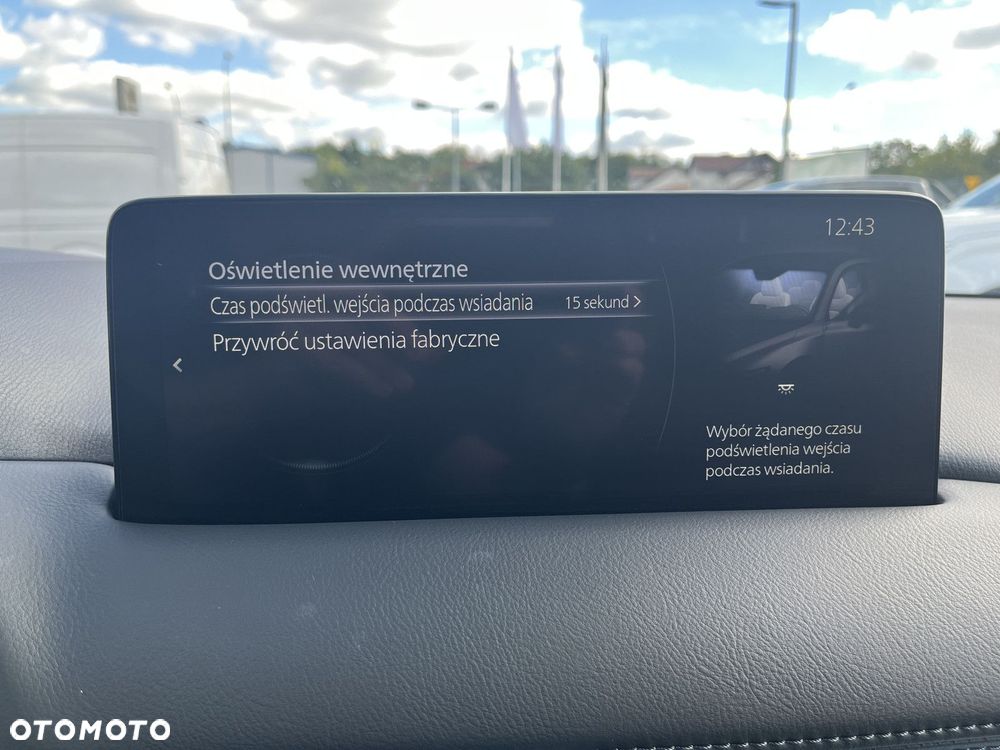 12:43
Oświetlenie wewnętrzne
Czas podświetl. wejścia podczas wsiadania 15 sekund >
Przywróć ustawienia fabryczne
<
Wybór żądanego czasu
podświetlenia wejścia
podczas wsiadania.
OTOMOTO